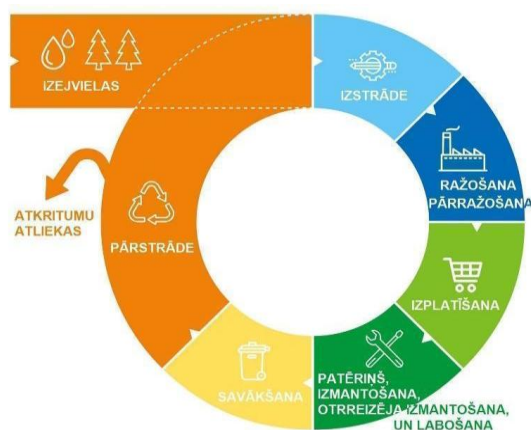 IZEJVIELAS
IZSTRĀDE
RAŽOŠANA
PĀRRAŽOŠANA
IZPLATĪŠANA
PATĒRIŅŠ,
IZMANTOŠANA,
OTRREIZĒJA IZMANTOŠANA,
UN LABOŠANA
SAVĀKŠANA
PĀRSTRĀDE
ATKRITUMU
ATLIEKAS